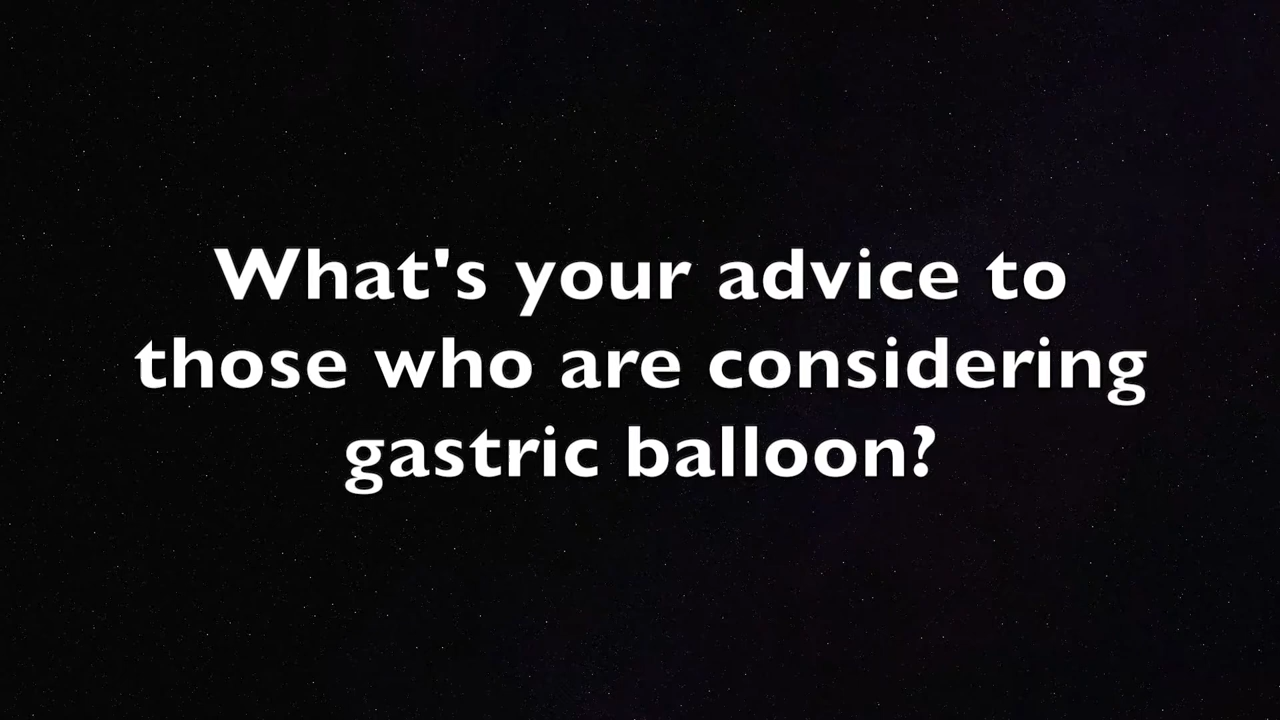 What's your advice to
those who are considering
gastric balloon?